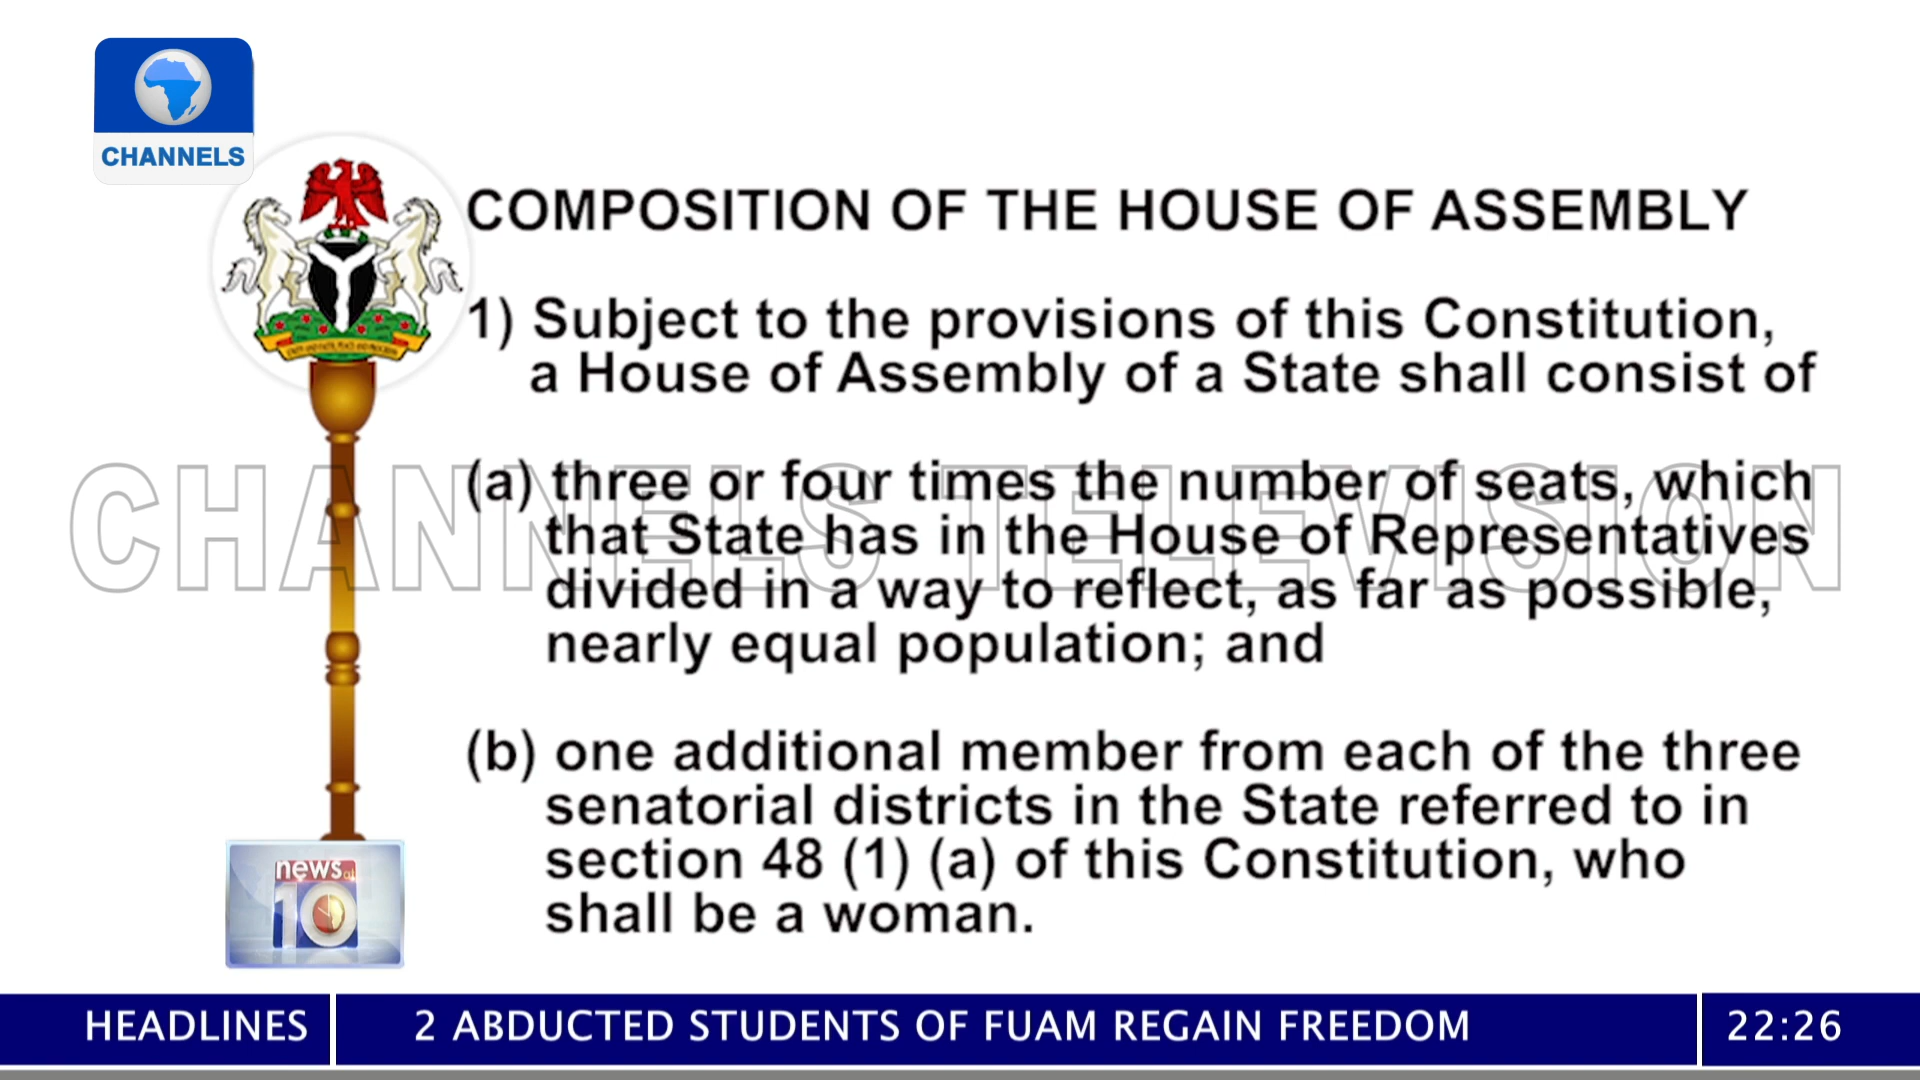 CHANNELS
COMPOSITION OF THE HOUSE OF ASSEMBLY
1) Subject to the provisions of this Constitution,
a House of Assembly of a State shall consist of
(a) three or four times the number of seats, which
that State has in the House of Representatives
divided in a way to reflect, as far as possible,
nearly equal population; and
(b) one additional member from each of the three
senatorial districts in the State referred to in
section 48 (1) (a) of this Constitution, who
shall be a woman.
CHANNELS TELEVISION
news at
10
HEADLINES
2 ABDUCTED STUDENTS OF FUAM REGAIN FREEDOM
22:26